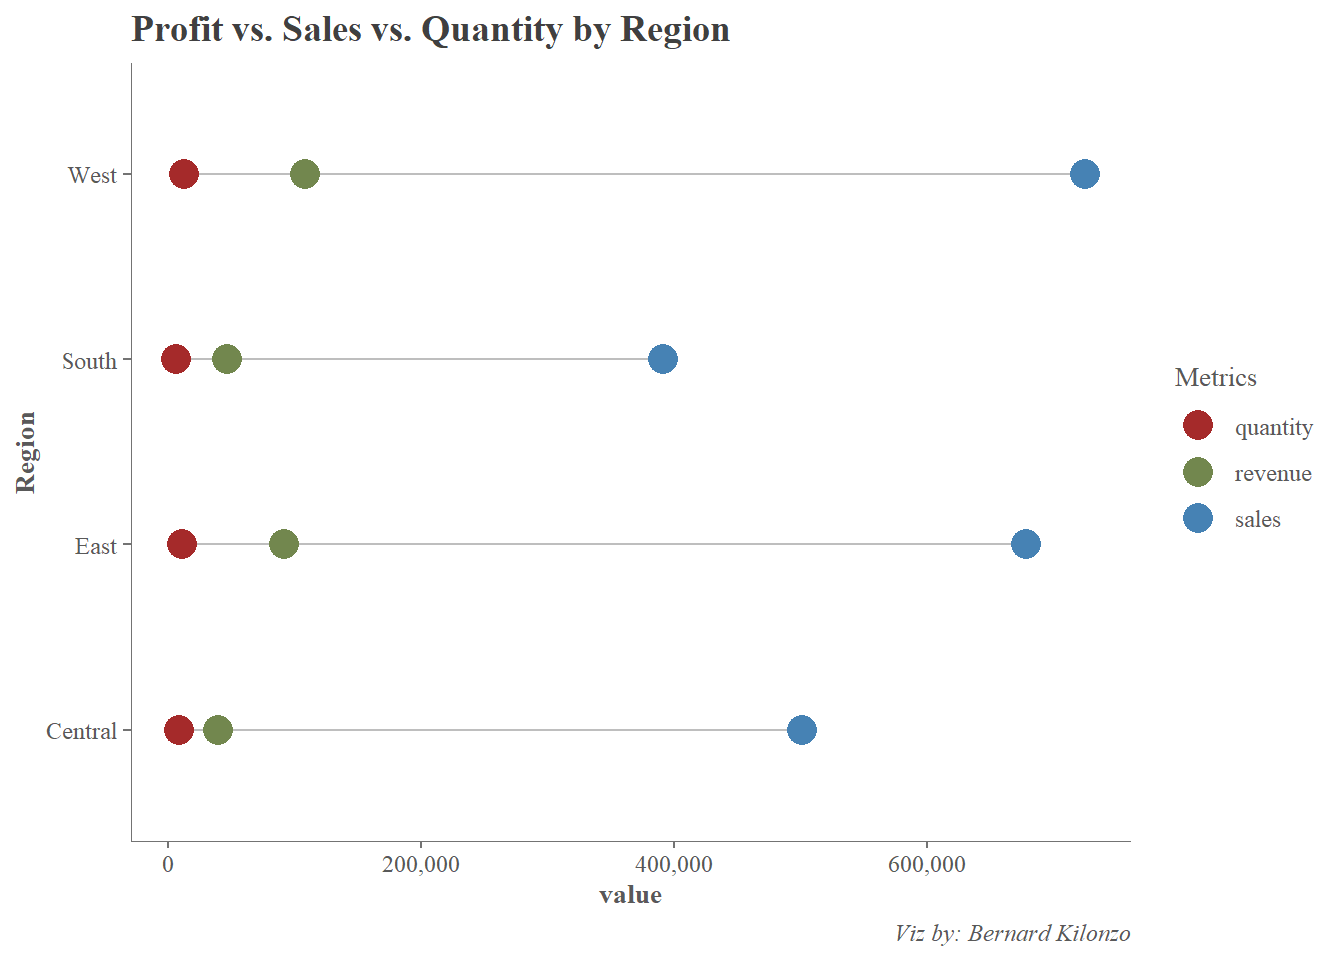 Profit vs. Sales vs. Quantity by Region
West
South
East
Central
Region
0
200,000
400,000
600,000
value
Metrics
quantity
revenue
sales
Viz by: Bernard Kilonzo